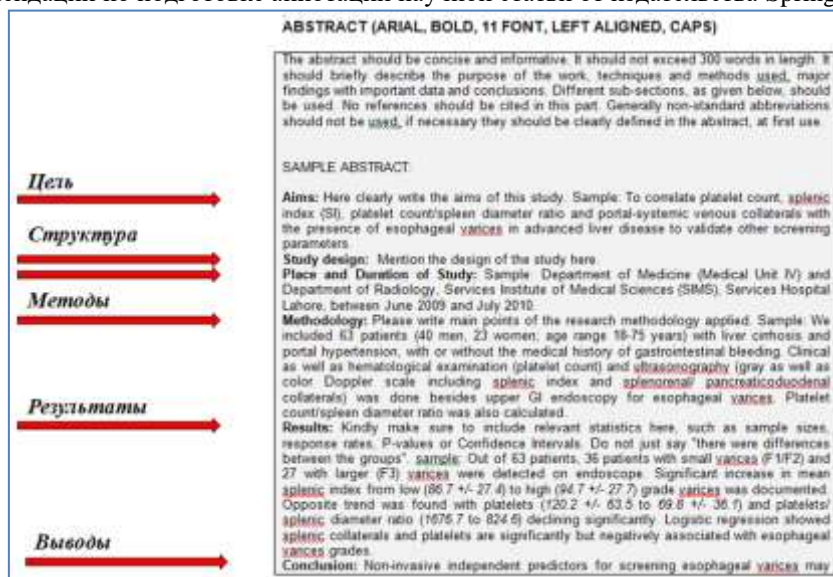 ендации по подготовке аннотации научной статьи от издательства Spring
ABSTRACT (ARIAL, BOLD, 11 FONT, LEFT ALIGNED, CAPS)
The abstract should be concise and informative. It should not exceed 300 words in length. It
should briefly describe the purpose of the work, techniques and methods used, major
findings with important data and conclusions. Different sub-sections, as given below, should
be used. No references should be cited in this part. Generally non-standard abbreviations
should not be used, if necessary they should be clearly defined in the abstract, at first use.
SAMPLE ABSTRACT:
Цель
Aims: Here clearly write the aims of this study. Sample: To correlate platelet count, splenic
index (SI), platelet count/spleen diameter ratio and portal-systemic venous collaterals with
the presence of esophageal varices in advanced liver disease to validate other screening
parameters.
Структура
Study design: Mention the design of the study here.
Place and Duration of Study: Sample: Department of Medicine (Medical Unit IV) and
Department of Radiology, Services Institute of Medical Sciences (SIMS), Services Hospital
Lahore, between June 2009 and July 2010.
Методы
Methodology: Please write main points of the research methodology applied. Sample: We
included 63 patients (40 men, 23 women; age range 18-75 years) with liver cirrhosis and
portal hypertension, with or without the medical history of gastrointestinal bleeding. Clinical
as well as hematological examination (platelet count) and ultrasonography (gray as well as
color Doppler scale including splenic index and splenorenal/ pancreaticoduodenal
collaterals) was done besides upper GI endoscopy for esophageal varices. Platelet
count/spleen diameter ratio was also calculated.
Результаты
Results: Kindly make sure to include relevant statistics here, such as sample sizes,
response rates, P-values or Confidence Intervals. Do not just say "there were differences
between the groups". sample: Out of 63 patients, 36 patients with small varices (F1/F2) and
27 with larger (F3) varices were detected on endoscope. Significant increase in mean
splenic index from low (86.7 +/- 27.4) to high (94.7 +/- 27.7) grade varices was documented.
Opposite trend was found with platelets (120.2 +/- 63.5 to 69.8 +/- 36.1) and platelets/
splenic diameter ratio (1676.7 to 824.6) declining significantly. Logistic regression showed
splenic collaterals and platelets are significantly but negatively associated with esophageal
varices grades.
Выводы
Conclusion: Non-invasive independent predictors for screening esophageal varices may